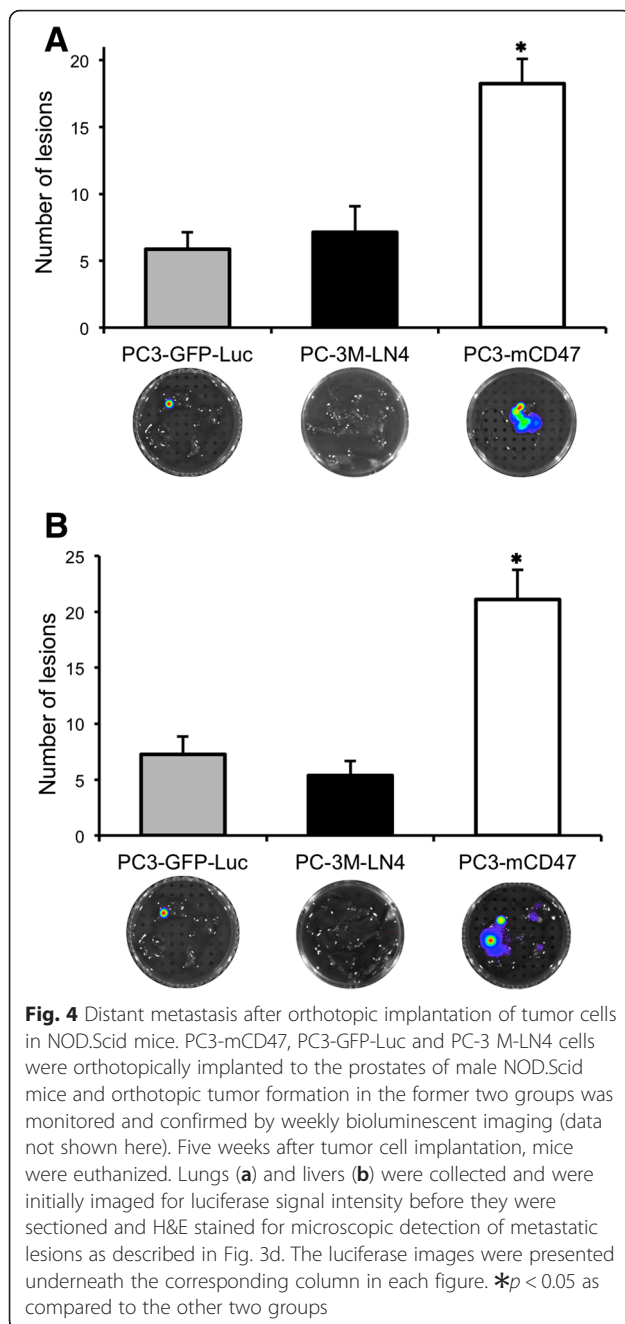 A
*
20
15
10
5
0
Number of lesions
PC3-GFP-Luc PC-3M-LN4 PC3-mCD47
B
*
25
20
15
10
5
0
Number of lesions
PC3-GFP-Luc PC-3M-LN4 PC3-mCD47
Fig. 4 Distant metastasis after orthotopic implantation of tumor cells
in NOD.Scid mice. PC3-mCD47, PC3-GFP-Luc and PC-3 M-LN4 cells
were orthotopically implanted to the prostates of male NOD.Scid
mice and orthotopic tumor formation in the former two groups was
monitored and confirmed by weekly bioluminescent imaging (data
not shown here). Five weeks after tumor cell implantation, mice
were euthanized. Lungs (a) and livers (b) were collected and were
initially imaged for luciferase signal intensity before they were
sectioned and H&E stained for microscopic detection of metastatic
lesions as described in Fig. 3d. The luciferase images were presented
underneath the corresponding column in each figure. *p < 0.05 as
compared to the other two groups